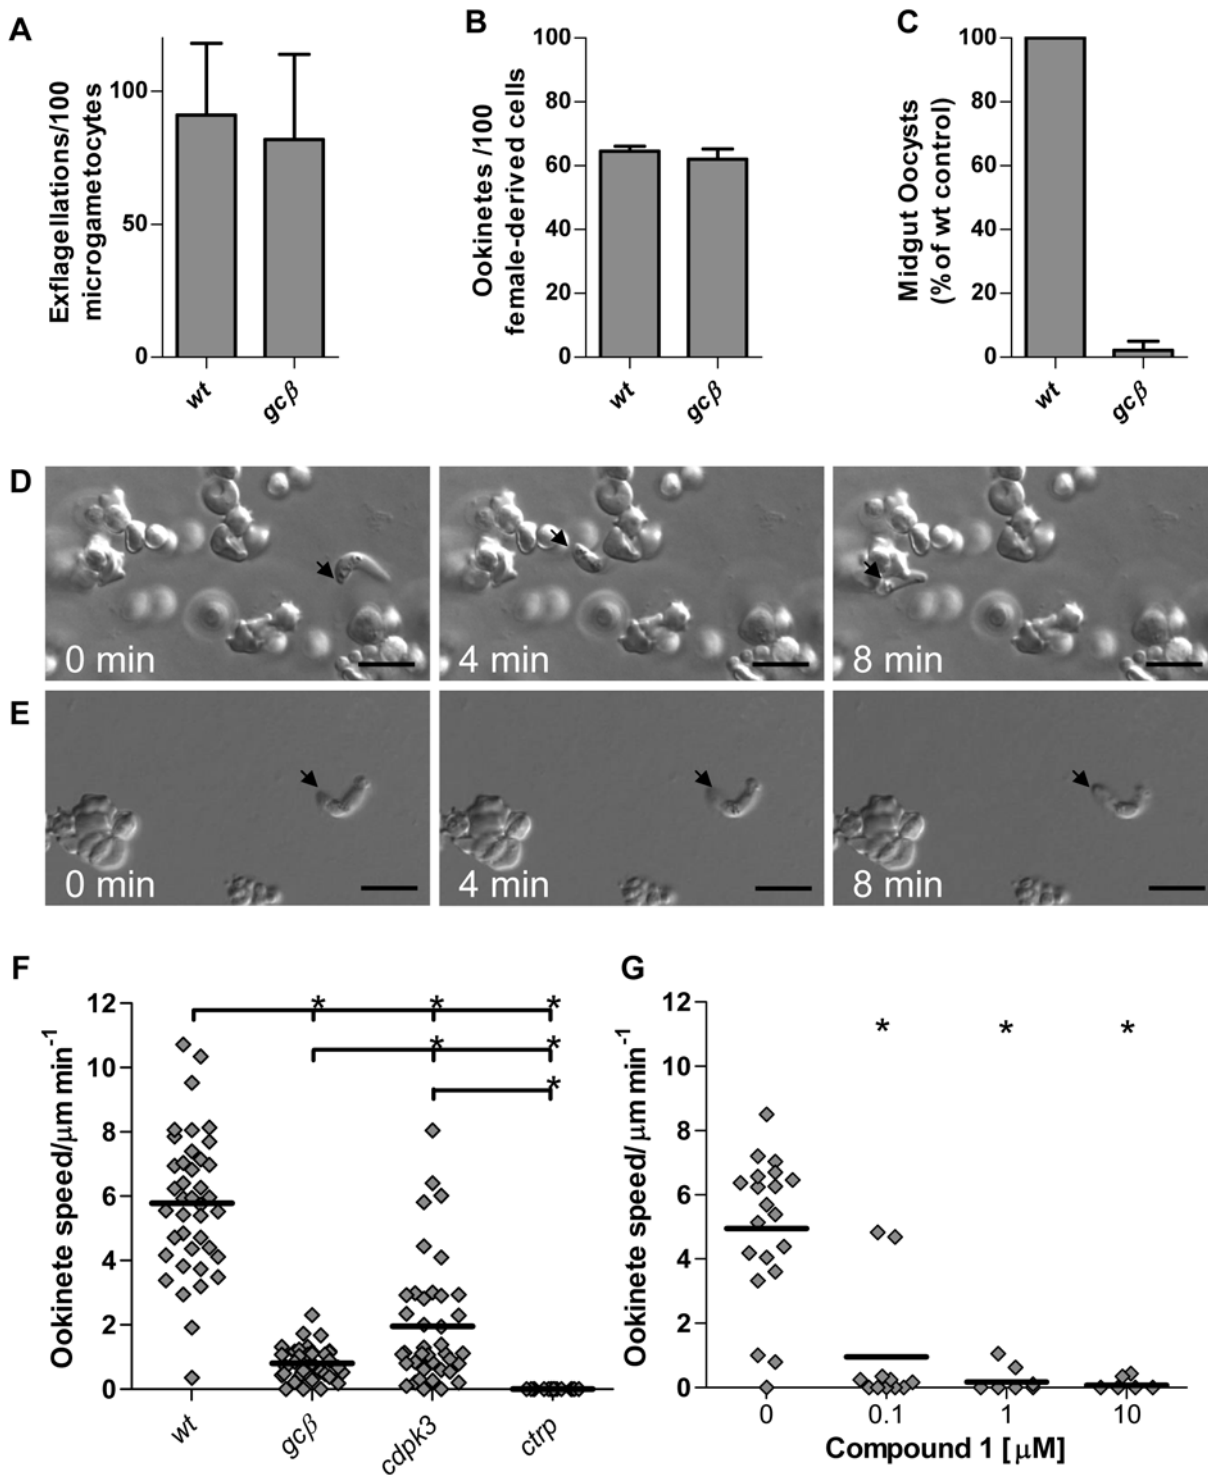 A
Exflagellations/100
microgametocytes
100
50
0
wt
gcβ
B
Ookinetes /100
female-derived cells
100
80
60
40
20
0
wt
gcβ
C
Midgut Oocysts
(% of wt control)
100
80
60
40
20
0
wt
gcβ
D
0 min
4 min
8 min
E
0 min
4 min
8 min
F
Ookinete speed/μm min⁻¹
12
10
8
6
4
2
0
* * *
* *
*
wt
gcβ
cdpk3
ctrp
G
Ookinete speed/μm min⁻¹
12
10
8
6
4
2
0
* * *
0 0.1 1 10
Compound 1 [μM]